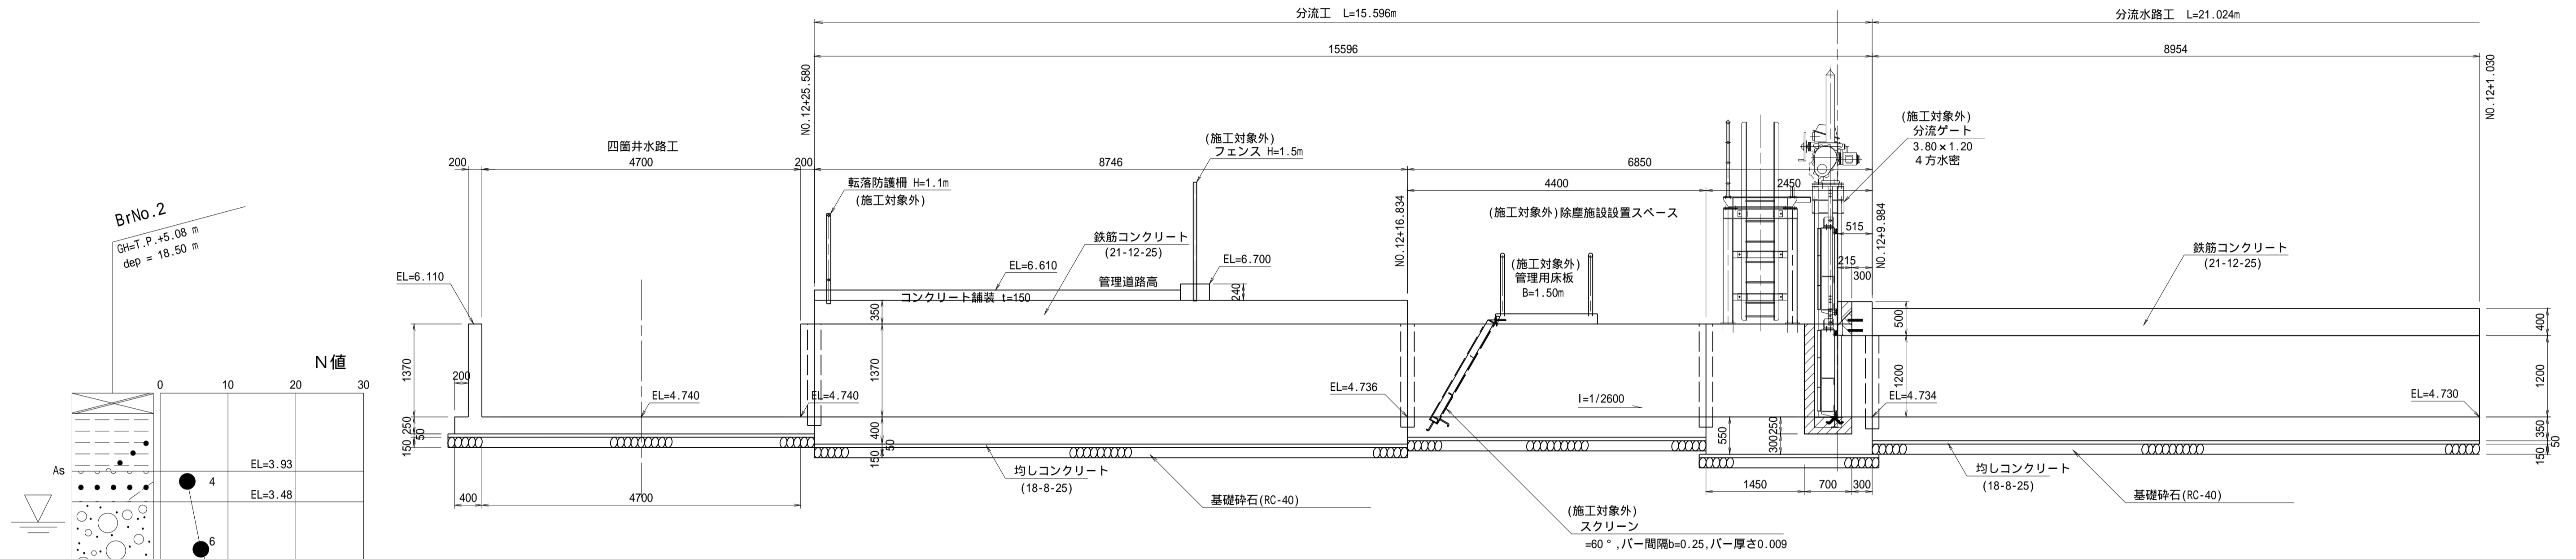 分流工 L=15.596m
分流水路工 L=21.024m
15596
8954
NO.12+25.580
NO.12+1.030
四箇井水路工
200
4700
200
8746
6850
4400
2450
(施工対象外)
フェンス H=1.5m
(施工対象外)
分流ゲート
3.80×1.20
4方水密
転落防護柵 H=1.1m
(施工対象外)
(施工対象外)除塵施設設置スペース
NO.12+16.834
NO.12+9.984
515
215
300
BrNo.2
GH=T.P.+5.08 m
dep = 18.50 m
鉄筋コンクリート
(21-12-25)
鉄筋コンクリート
(21-12-25)
EL=6.110
EL=6.610
管理道路高
EL=6.700
240
コンクリート舗装 t=150
350
(施工対象外)
管理用床板
B=1.50m
500
400
N値
0
10
20
30
1370
200
1370
1200
1200
EL=4.740
EL=4.740
EL=4.736
I=1/2600
EL=4.734
EL=4.730
250
50
150
400
50
150
550
250
300
350
50
150
As
EL=3.93
4
EL=3.48
6
均しコンクリート
(18-8-25)
均しコンクリート
(18-8-25)
400
4700
1450
700
300
基礎砕石(RC-40)
基礎砕石(RC-40)
(施工対象外)
スクリーン
=60°,バー間隔b=0.25,バー厚さ0.009